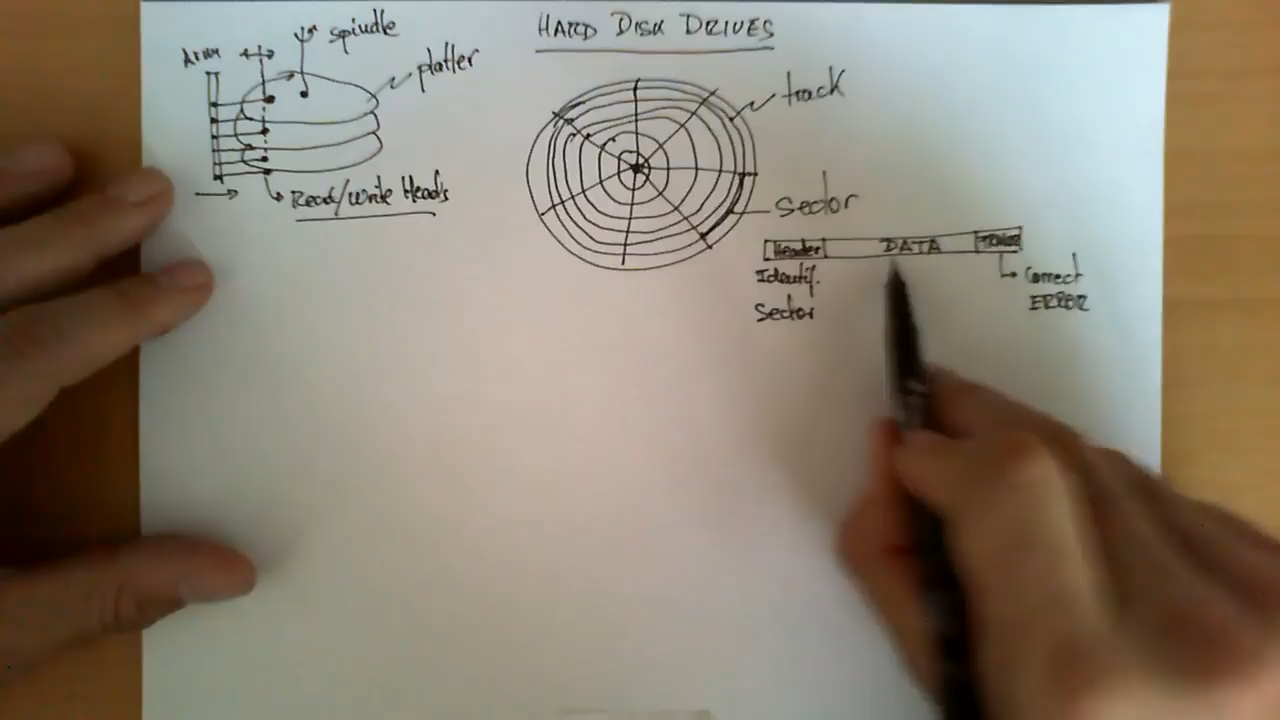 HARD DISK DRIVES
Arm
spindle
platter
Read/Write Heads
track
sector
Header DATA
Identif.
Sector
Correct
ERROR